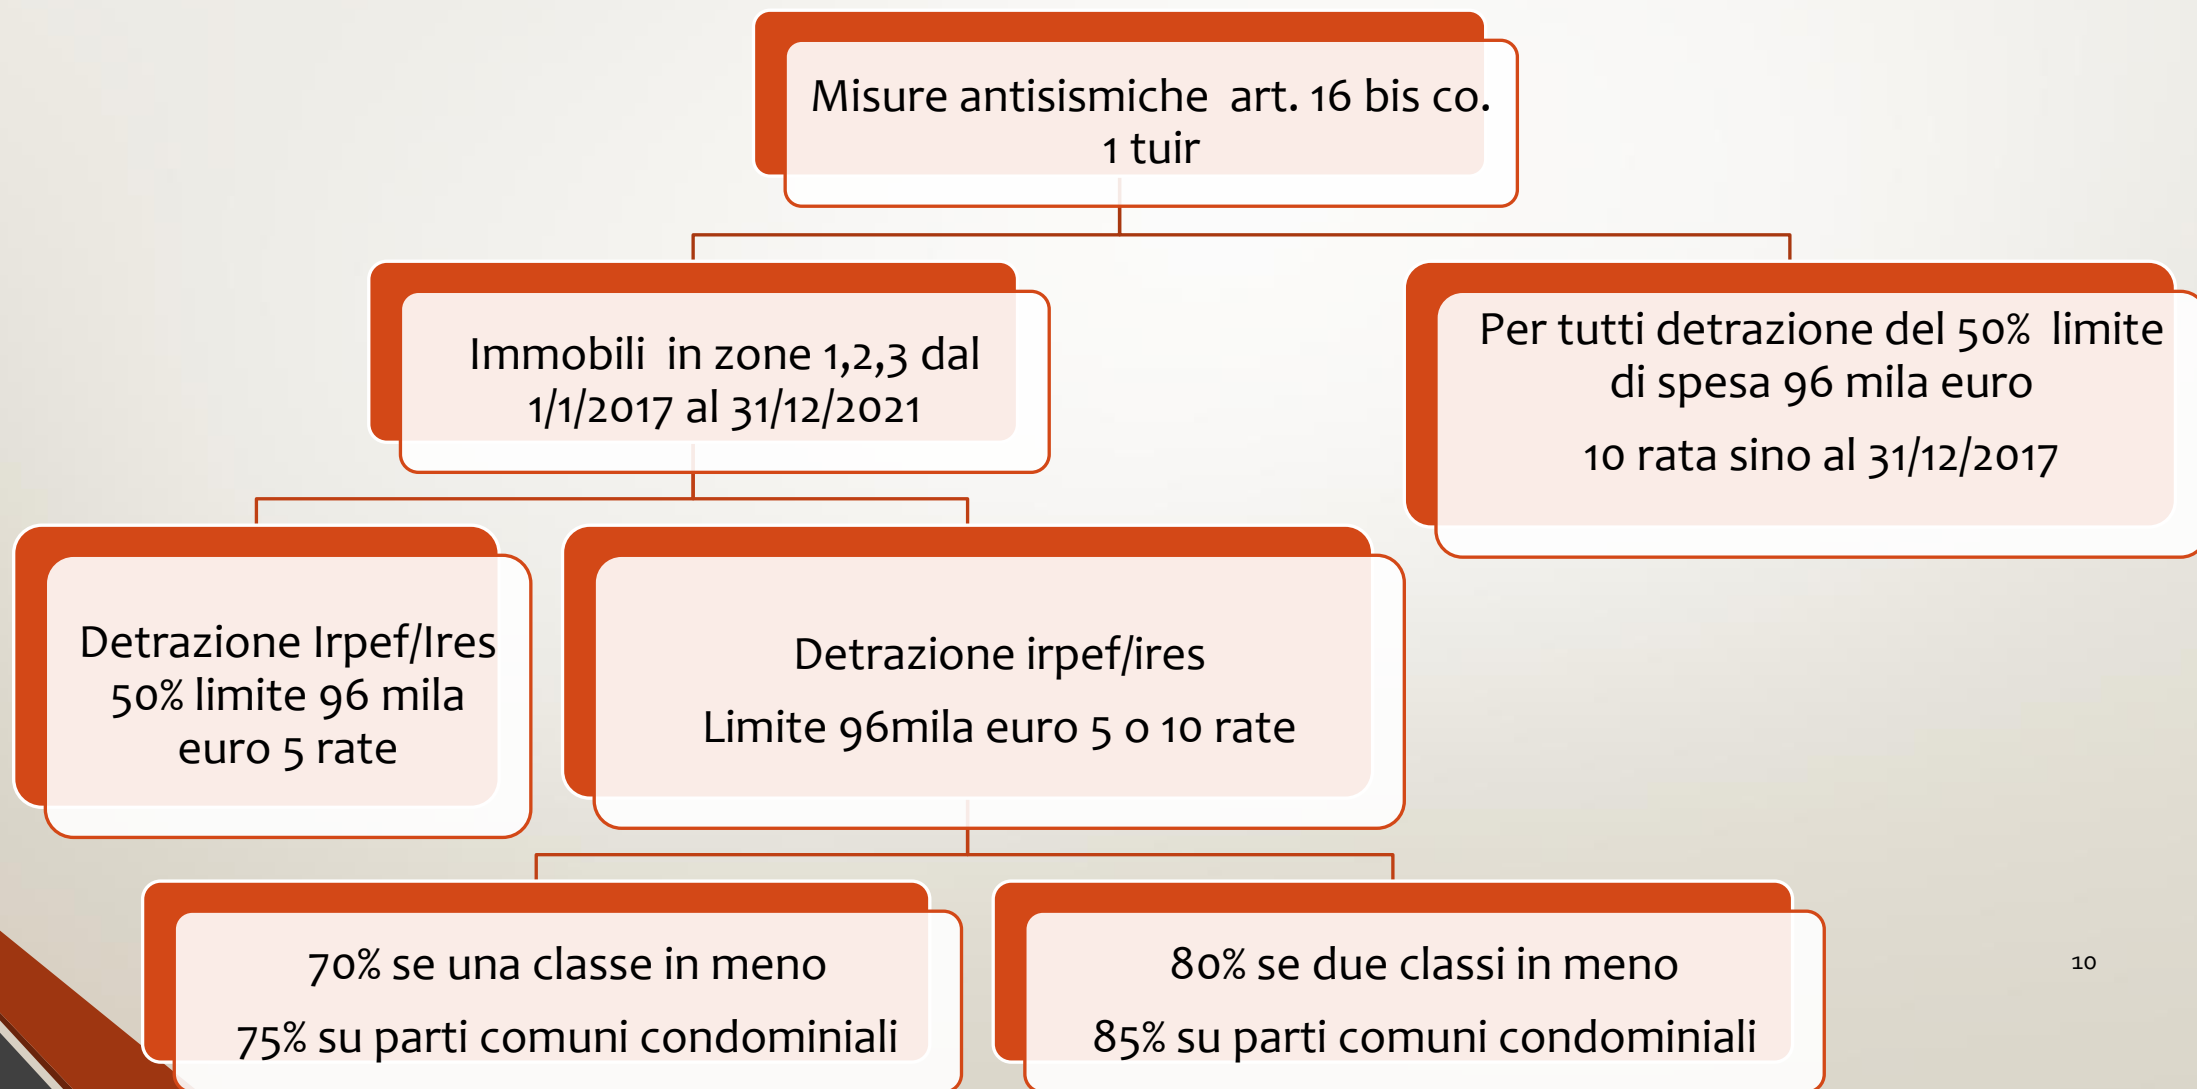 Misure antisismiche  art. 16 bis co.
1 tuir
Immobili  in zone 1,2,3 dal
1/1/2017 al 31/12/2021
Per tutti detrazione del 50%  limite
di spesa 96 mila euro
10 rata sino al 31/12/2017
Detrazione Irpef/Ires
50% limite 96 mila
euro 5 rate
Detrazione irpef/ires
Limite 96mila euro 5 o 10 rate
70% se una classe in meno
75% su parti comuni condominiali
80% se due classi in meno
85% su parti comuni condominiali
10